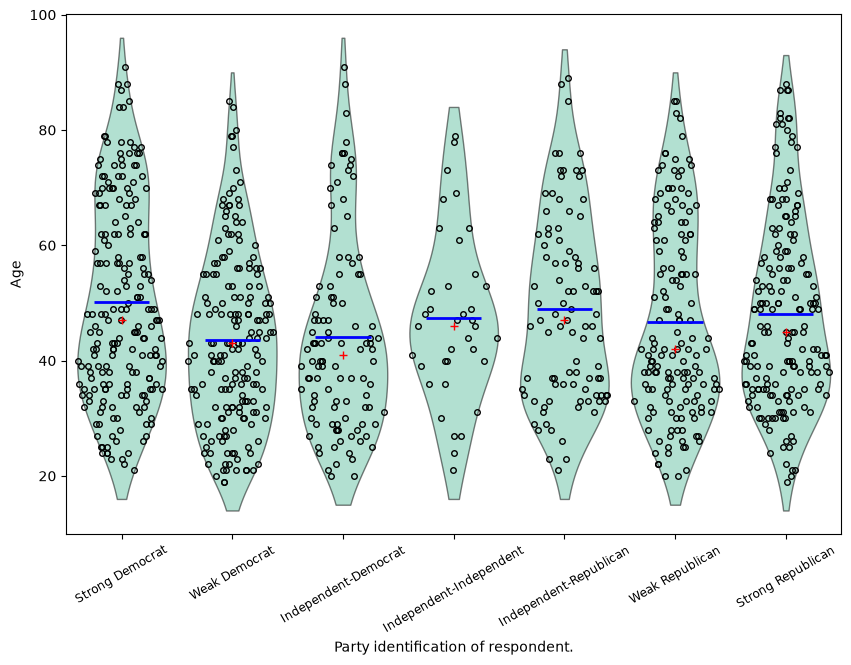 100
80
60
40
20
Age
Strong Democrat
Weak Democrat
Independent-Democrat
Independent-Independent
Independent-Republican
Weak Republican
Strong Republican
Party identification of respondent.